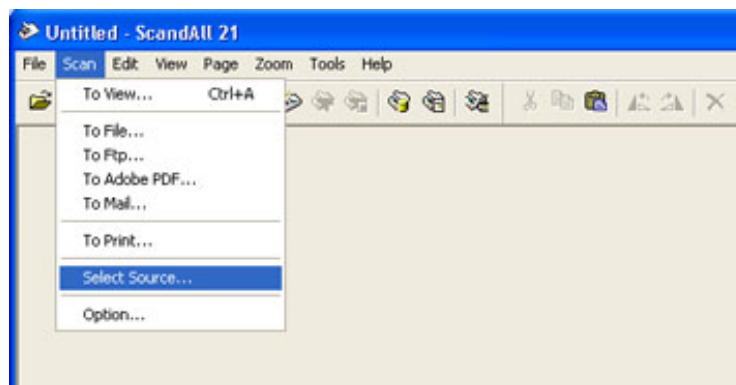 Untitled - ScandAll 21
File Scan Edit View Page Zoom Tools Help
To View... Ctrl+A
To File...
To Ftp...
To Adobe PDF...
To Mail...
To Print...
Select Source...
Option...